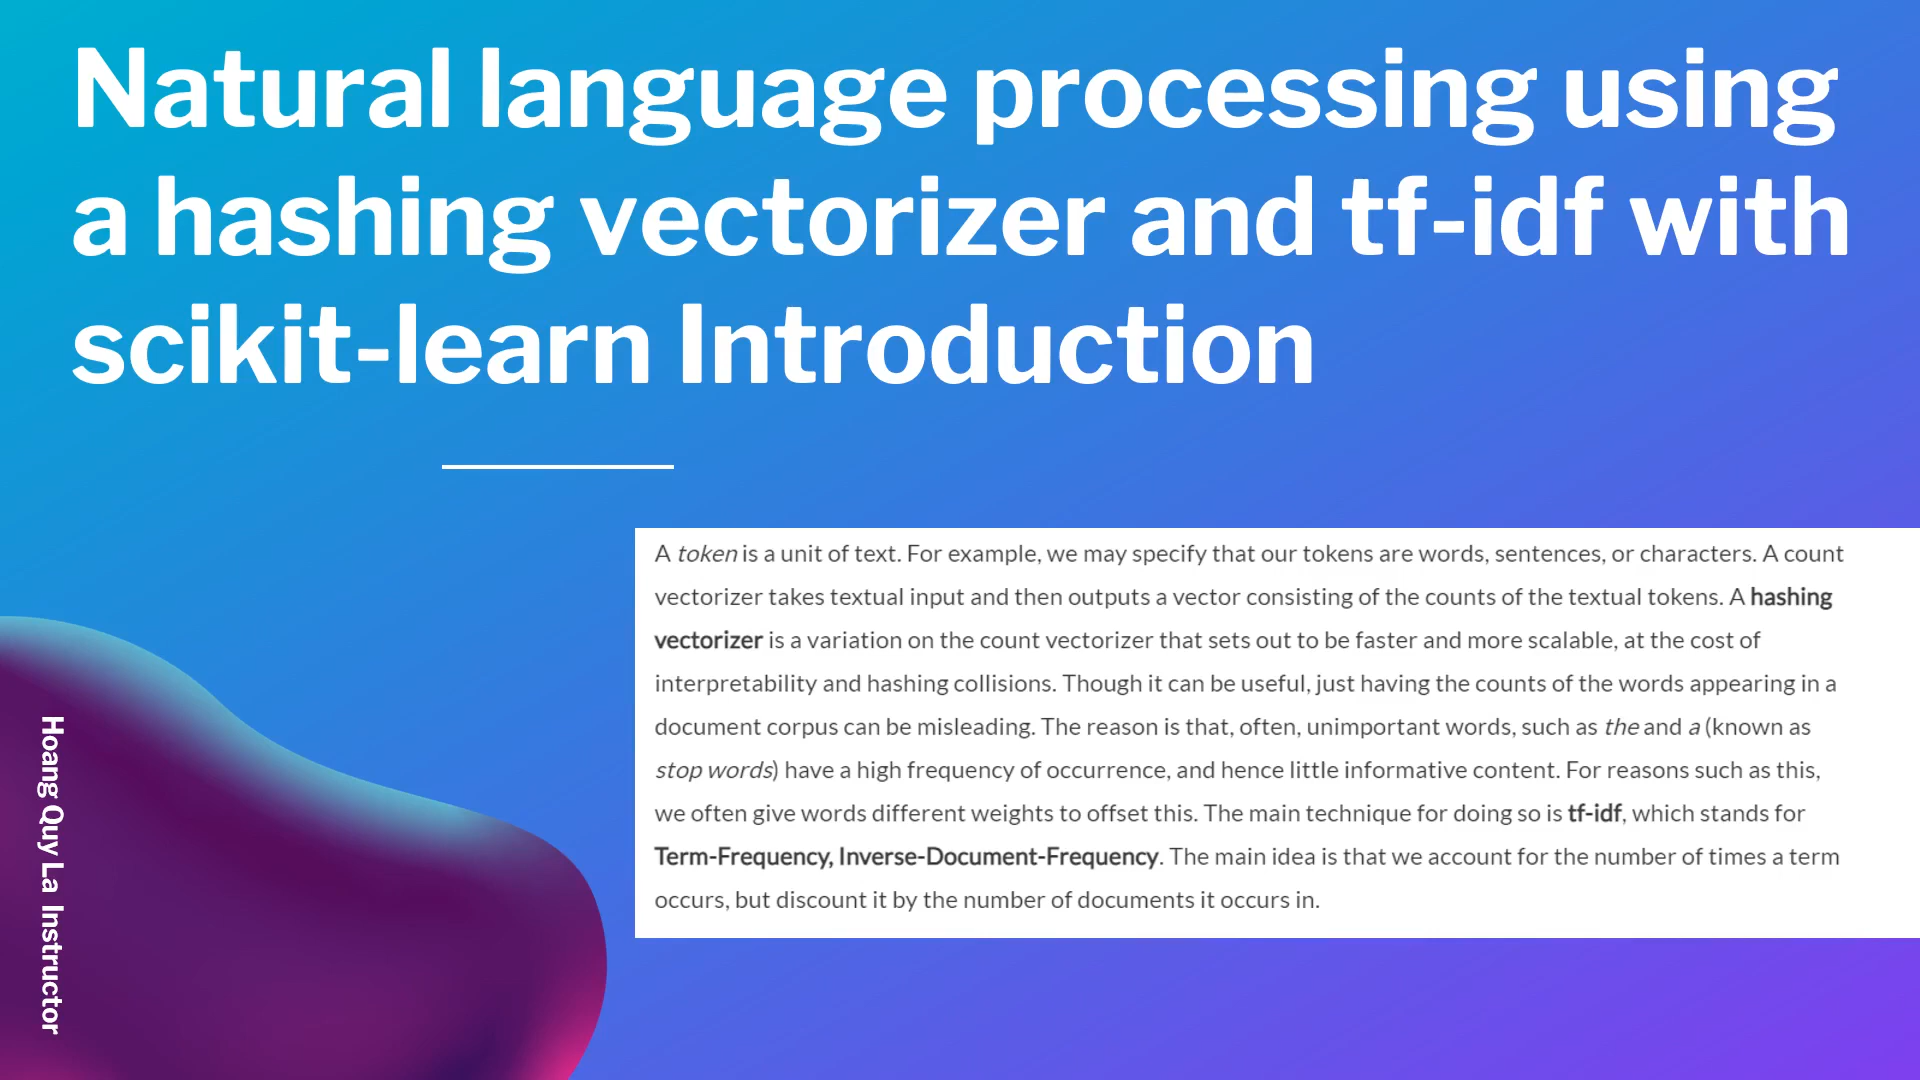 Natural language processing using
a hashing vectorizer and tf-idf with
scikit-learn Introduction
A token is a unit of text. For example, we may specify that our tokens are words, sentences, or characters. A count
vectorizer takes textual input and then outputs a vector consisting of the counts of the textual tokens. A hashing
vectorizer is a variation on the count vectorizer that sets out to be faster and more scalable, at the cost of
interpretability and hashing collisions. Though it can be useful, just having the counts of the words appearing in a
document corpus can be misleading. The reason is that, often, unimportant words, such as the and a (known as
stop words) have a high frequency of occurrence, and hence little informative content. For reasons such as this,
we often give words different weights to offset this. The main technique for doing so is tf-idf, which stands for
Term-Frequency, Inverse-Document-Frequency. The main idea is that we account for the number of times a term
occurs, but discount it by the number of documents it occurs in.
Hoang Quy La Instructor